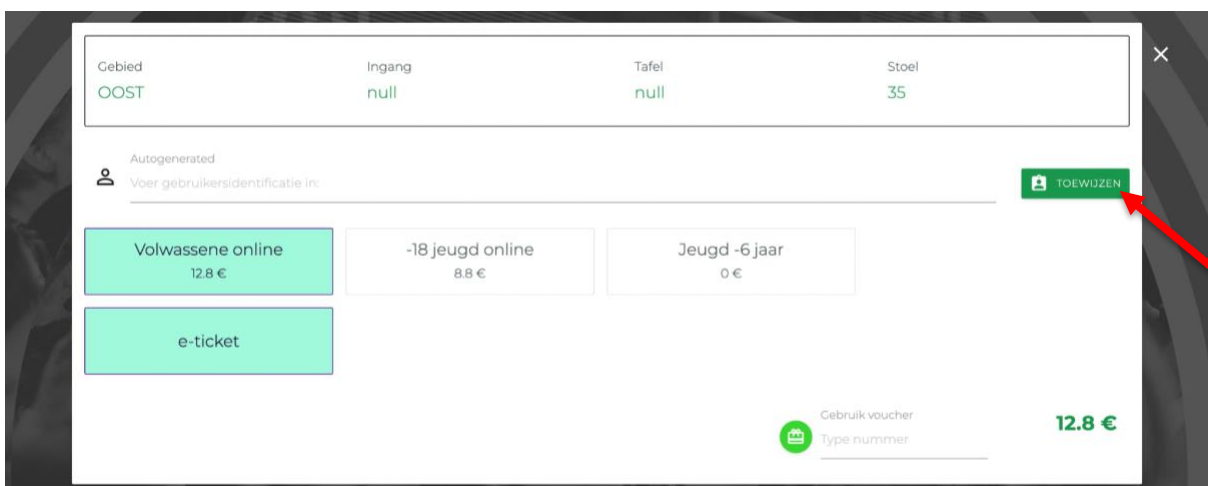 Gebied Ingang Tafel Stoel
OOST null null 35
Autogenerated
Voer gebruikersidentificatie in:
TOEWIJZEN
Volwassene online -18 jeugd online Jeugd -6 jaar
12.8 € 8.8 € 0 €
e-ticket
Gebruik voucher
Type nummer
12.8 €